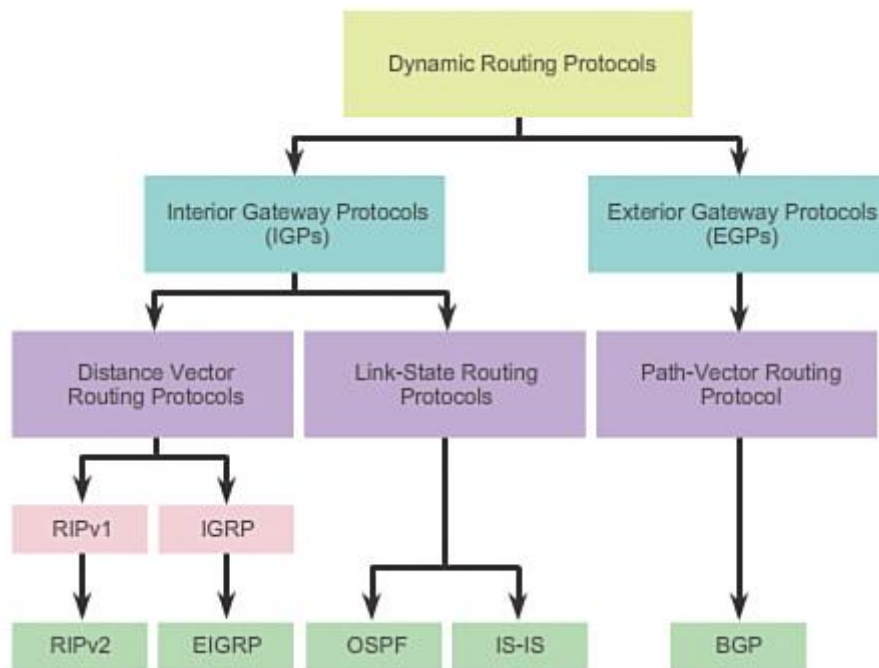 Dynamic Routing Protocols
Interior Gateway Protocols
(IGPs)
Exterior Gateway Protocols
(EGPs)
Distance Vector
Routing Protocols
Link-State Routing
Protocols
Path-Vector Routing
Protocol
RIPv1
IGRP
RIPv2
EIGRP
OSPF
IS-IS
BGP